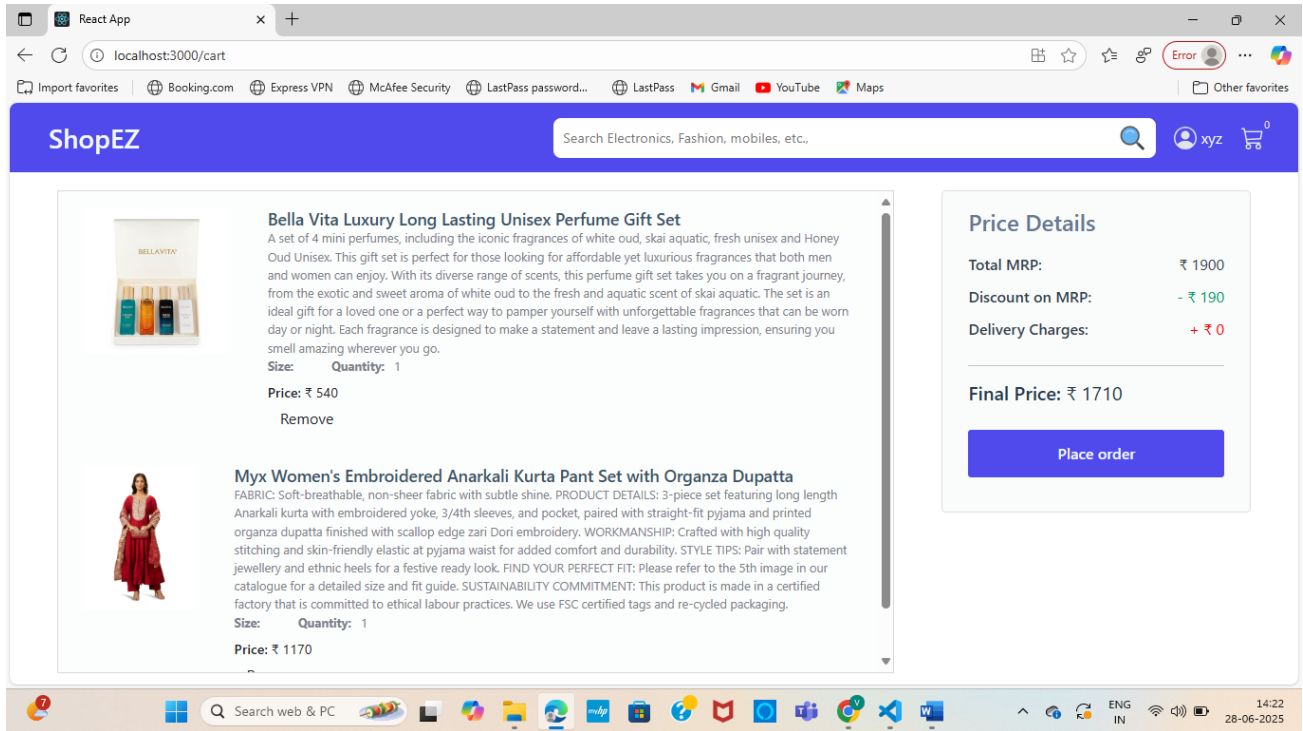 React App
localhost:3000/cart
Error
Import favorites
Booking.com
Express VPN
McAfee Security
LastPass password...
LastPass
Gmail
YouTube
Maps
Other favorites
ShopEZ
Search Electronics, Fashion, mobiles, etc.,
xyz
0
BELLAVITA
Bella Vita Luxury Long Lasting Unisex Perfume Gift Set
A set of 4 mini perfumes, including the iconic fragrances of white oud, skai aquatic, fresh unisex and Honey
Oud Unisex. This gift set is perfect for those looking for affordable yet luxurious fragrances that both men
and women can enjoy. With its diverse range of scents, this perfume gift set takes you on a fragrant journey,
from the exotic and sweet aroma of white oud to the fresh and aquatic scent of skai aquatic. The set is an
ideal gift for a loved one or a perfect way to pamper yourself with unforgettable fragrances that can be worn
day or night. Each fragrance is designed to make a statement and leave a lasting impression, ensuring you
smell amazing wherever you go.
Size: Quantity: 1
Price: ₹ 540
Remove
Myx Women's Embroidered Anarkali Kurta Pant Set with Organza Dupatta
FABRIC: Soft-breathable, non-sheer fabric with subtle shine. PRODUCT DETAILS: 3-piece set featuring long length
Anarkali kurta with embroidered yoke, 3/4th sleeves, and pocket, paired with straight-fit pyjama and printed
organza dupatta finished with scallop edge zari Dori embroidery. WORKMANSHIP: Crafted with high quality
stitching and skin-friendly elastic at pyjama waist for added comfort and durability. STYLE TIPS: Pair with statement
jewellery and ethnic heels for a festive ready look. FIND YOUR PERFECT FIT: Please refer to the 5th image in our
catalogue for a detailed size and fit guide. SUSTAINABILITY COMMITMENT: This product is made in a certified
factory that is committed to ethical labour practices. We use FSC certified tags and re-cycled packaging.
Size: Quantity: 1
Price: ₹ 1170
Price Details
Total MRP: ₹ 1900
Discount on MRP: - ₹ 190
Delivery Charges: + ₹ 0
Final Price: ₹ 1710
Place order
7
Search web & PC
myhp
ENG
IN
14:22
28-06-2025